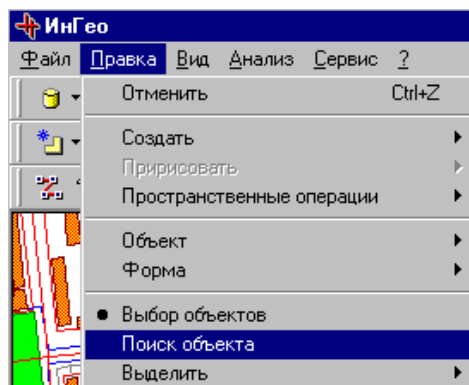 ИнГео
Файл Правка Вид Анализ Сервис ?
Отменить Ctrl+Z
Создать
Пририсовать
Пространственные операции
Объект
Форма
Выбор объектов
Поиск объекта
Выделить